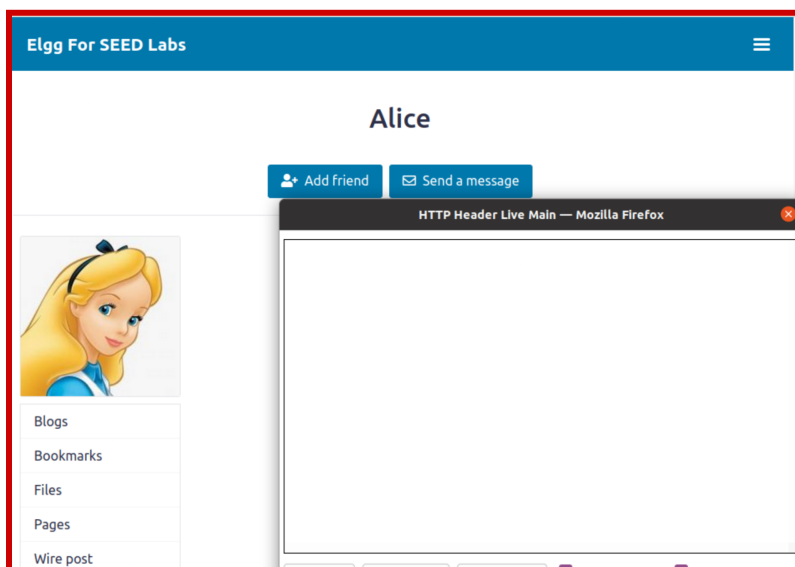 Elgg For SEED Labs
Alice
Add friend
Send a message
HTTP Header Live Main — Mozilla Firefox
Blogs
Bookmarks
Files
Pages
Wire post